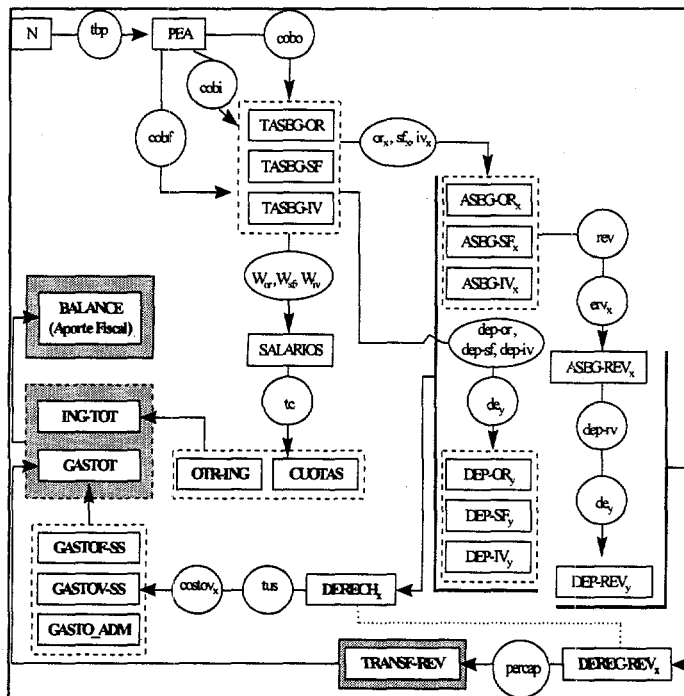 N
tbp
PEA
cobo
cobi
cobf
TASEG-OR
TASEG-SF
TASEG-IV
orx, sfx, ivx
ASEG-ORx
ASEG-SFx
ASEG-IVx
rev
ervx
ASEG-REVx
dep-rv
dey
DEP-REVy
Wor, Wsf, Wiv
BALANCE
(Aporte Fiscal)
SALARIOS
dep-or,
dep-sf, dep-iv
tc
dey
ING-TOT
GASTOT
OTR-ING
CUOTAS
DEP-ORy
DEP-SFy
DEP-IVy
GASTOF-SS
GASTOV-SS
GASTO_ADM
costovx
tus
DERECHx
TRANSF-REV
percap
DEREG-REVx